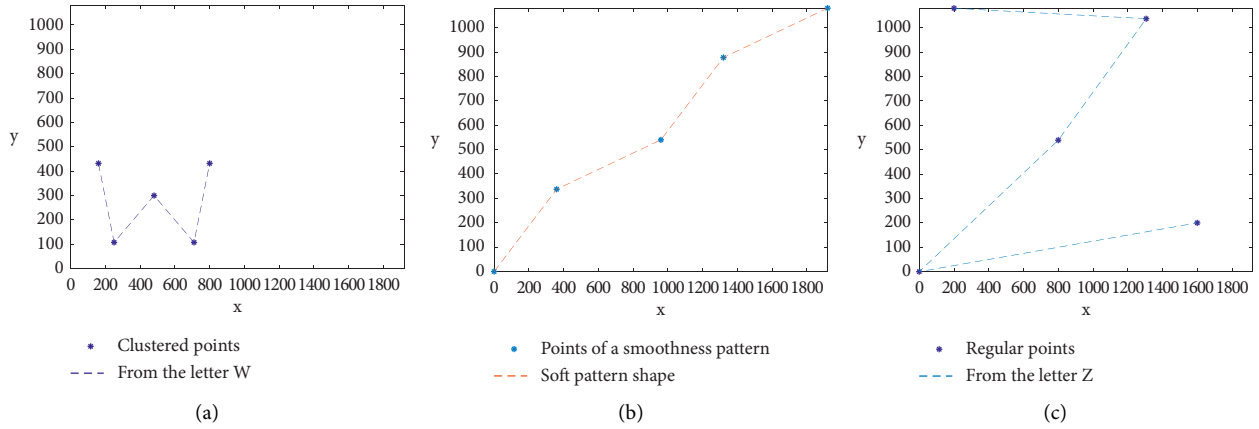 1000
900
800
700
600
500
400
300
200
100
0
y
0 200 400 600 800 1000 1200 1400 1600 1800
x
Clustered points
From the letter W
(a)
1000
900
800
700
600
500
400
300
200
100
0
y
0 200 400 600 800 1000 1200 1400 1600 1800
x
Points of a smoothness pattern
Soft pattern shape
(b)
1000
900
800
700
600
500
400
300
200
100
0
y
0 200 400 600 800 1000 1200 1400 1600 1800
x
Regular points
From the letter Z
(c)